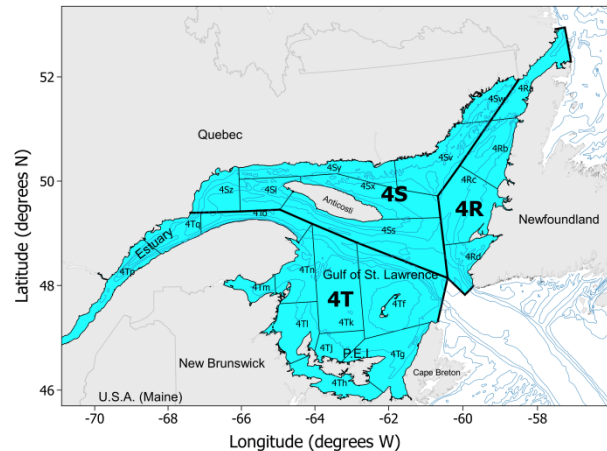 52
50
48
46
Latitude (degrees N)
4Ra
4Sw
Quebec
4Rb
4Sv
4Sy
4Rc
4Sx
4Sz
4Si
4S
Anticosti
4R
Newfoundland
4Tq
4Ss
Estuary
4Rd
4Tp
4Tn
Gulf of St. Lawrence
4Tm
4T
4Tf
4Tl
4Tk
4Tj
P.E.I
4Tg
New Brunswick
Cape Breton
4Th
U.S.A. (Maine)
-70 -68 -66 -64 -62 -60 -58
Longitude (degrees W)